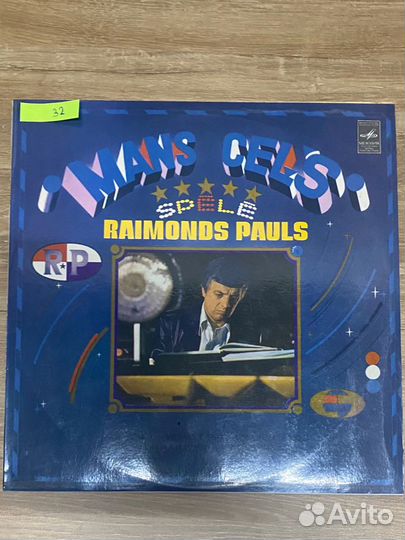 32
MANS CEĻŠ
SPĒLĒ
RAIMONDS PAULS
R★P
Avito